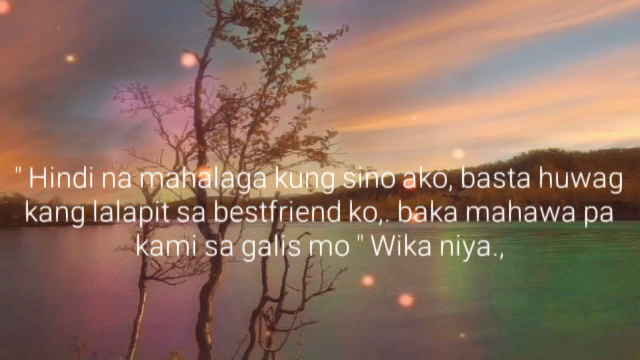 " Hindi na mahalaga kung sino ako, basta huwag
kang lalapit sa bestfriend ko,. baka mahawa pa
kami sa galis mo " Wika niya.,